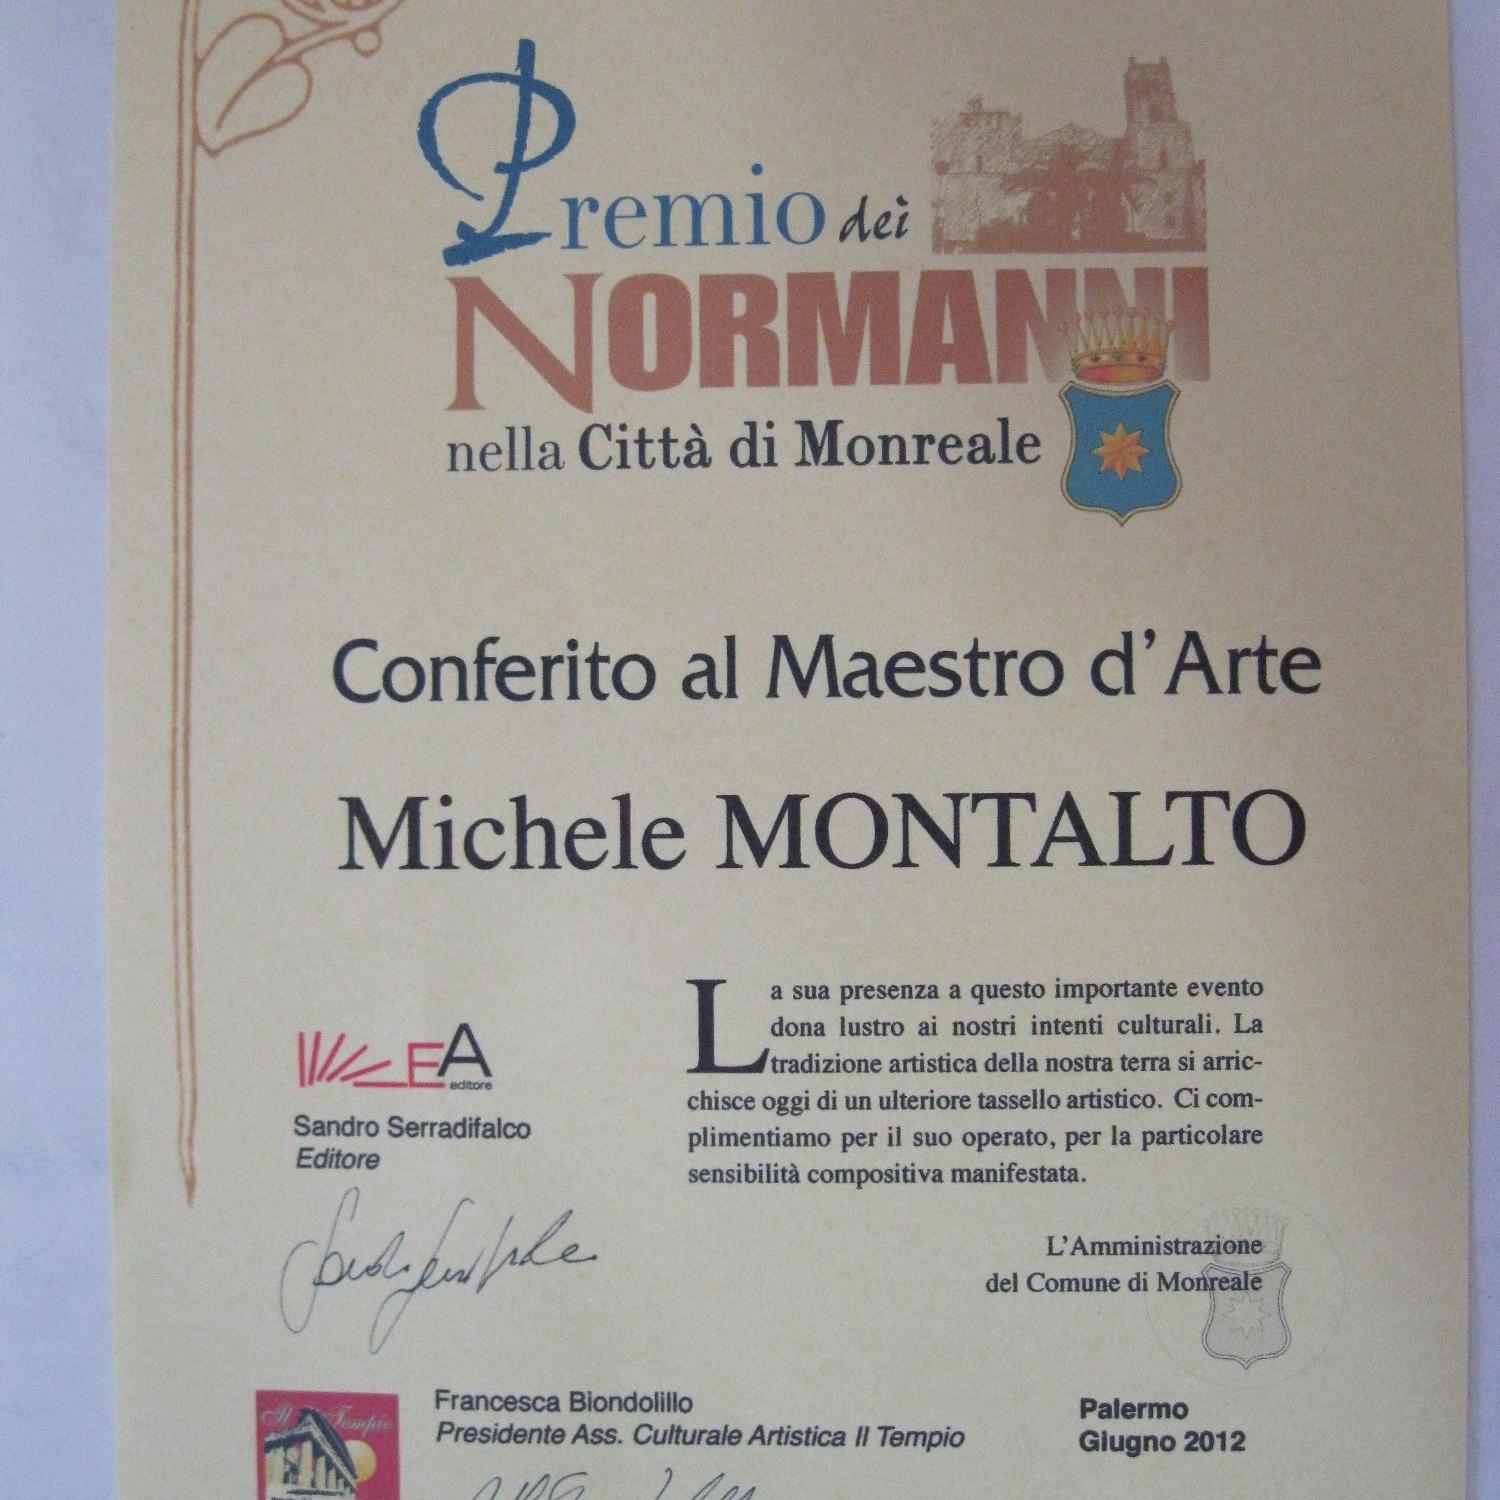 Premio dei
NORMANNI
nella Città di Monreale
Conferito al Maestro d'Arte
Michele MONTALTO
La sua presenza a questo importante evento
dona lustro ai nostri intenti culturali. La
tradizione artistica della nostra terra si arric-
chisce oggi di un ulteriore tassello artistico. Ci com-
plimentiamo per il suo operato, per la particolare
sensibilità compositiva manifestata.
EA
editore
Sandro Serradifalco
Editore
L'Amministrazione
del Comune di Monreale
Il Tempio
Francesca Biondolillo
Presidente Ass. Culturale Artistica Il Tempio
Palermo
Giugno 2012